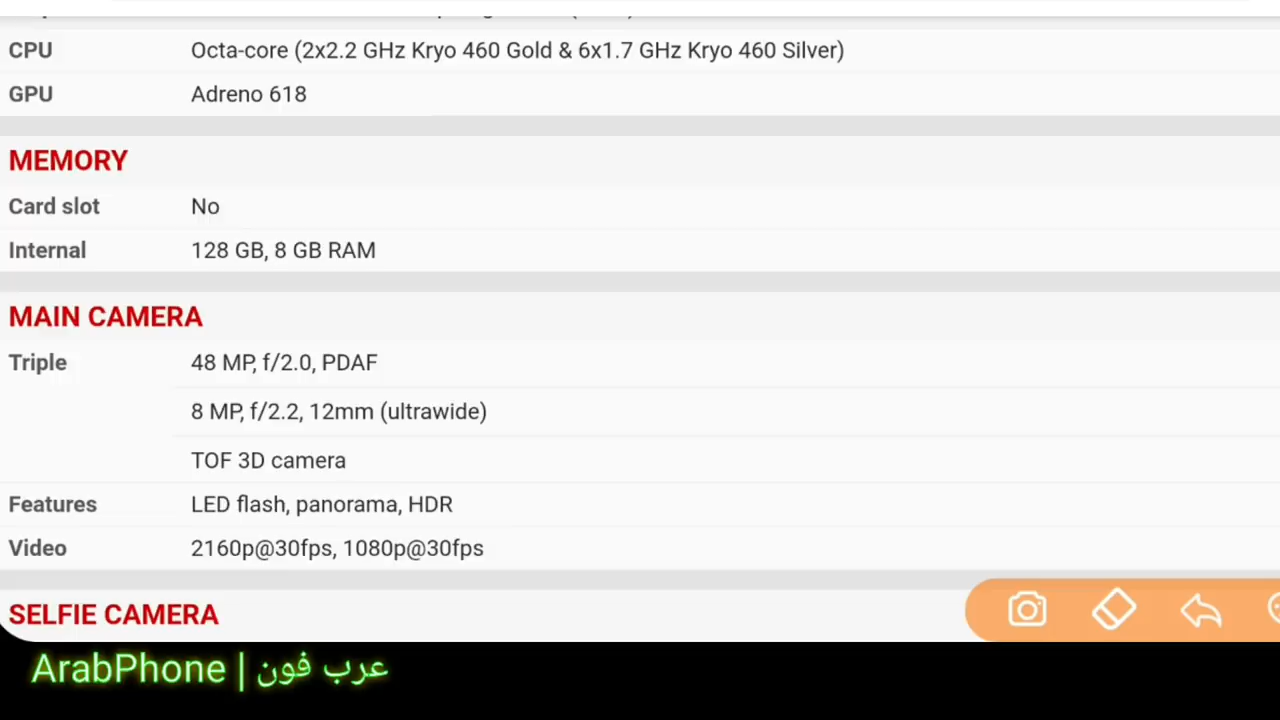 CPU Octa-core (2x2.2 GHz Kryo 460 Gold & 6x1.7 GHz Kryo 460 Silver)
GPU Adreno 618
MEMORY
Card slot No
Internal 128 GB, 8 GB RAM
MAIN CAMERA
Triple 48 MP, f/2.0, PDAF
8 MP, f/2.2, 12mm (ultrawide)
TOF 3D camera
Features LED flash, panorama, HDR
Video 2160p@30fps, 1080p@30fps
SELFIE CAMERA
ArabPhone | عرب فون